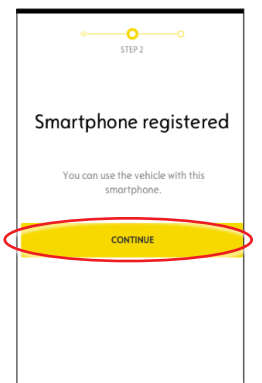 STEP 2
Smartphone registered
You can use the vehicle with this
smartphone.
CONTINUE